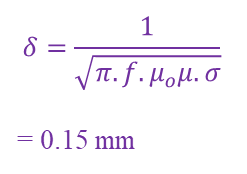 δ = 1 / √π.f.μₒμ.σ
= 0.15 mm